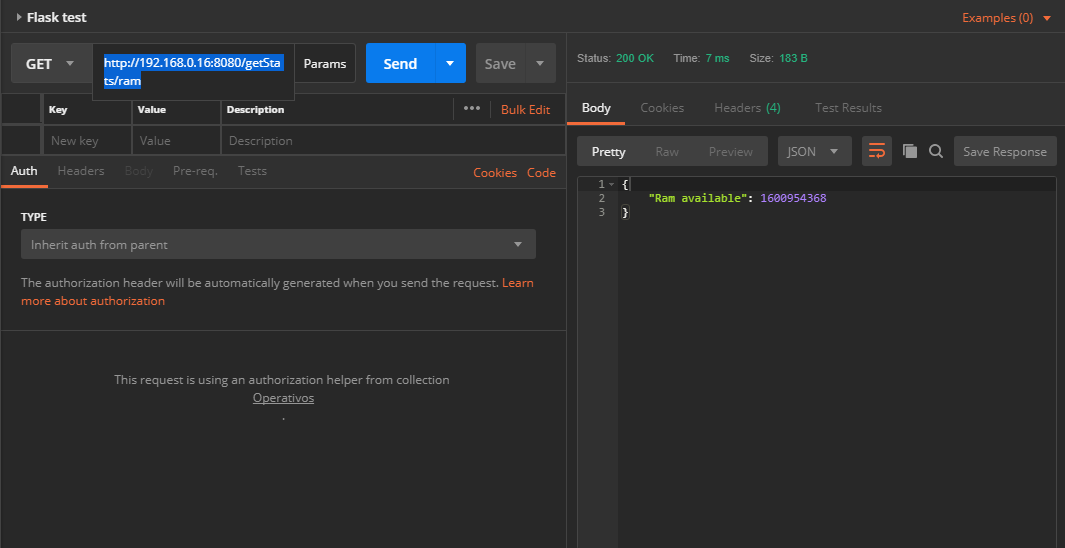 Flask test
Examples (0)
GET
http://192.168.0.16:8080/getSta
ts/ram
Params
Send
Save
Key
Value
Description
•••
Bulk Edit
New key
Value
Description
Auth
Headers
Body
Pre-req.
Tests
Cookies
Code
TYPE
Inherit auth from parent
The authorization header will be automatically generated when you send the request. Learn
more about authorization
This request is using an authorization helper from collection
Operativos
.
Status: 200 OK
Time: 7 ms
Size: 183 B
Body
Cookies
Headers (4)
Test Results
Pretty
Raw
Preview
JSON
Save Response
1 {
2 "Ram available": 1600954368
3 }